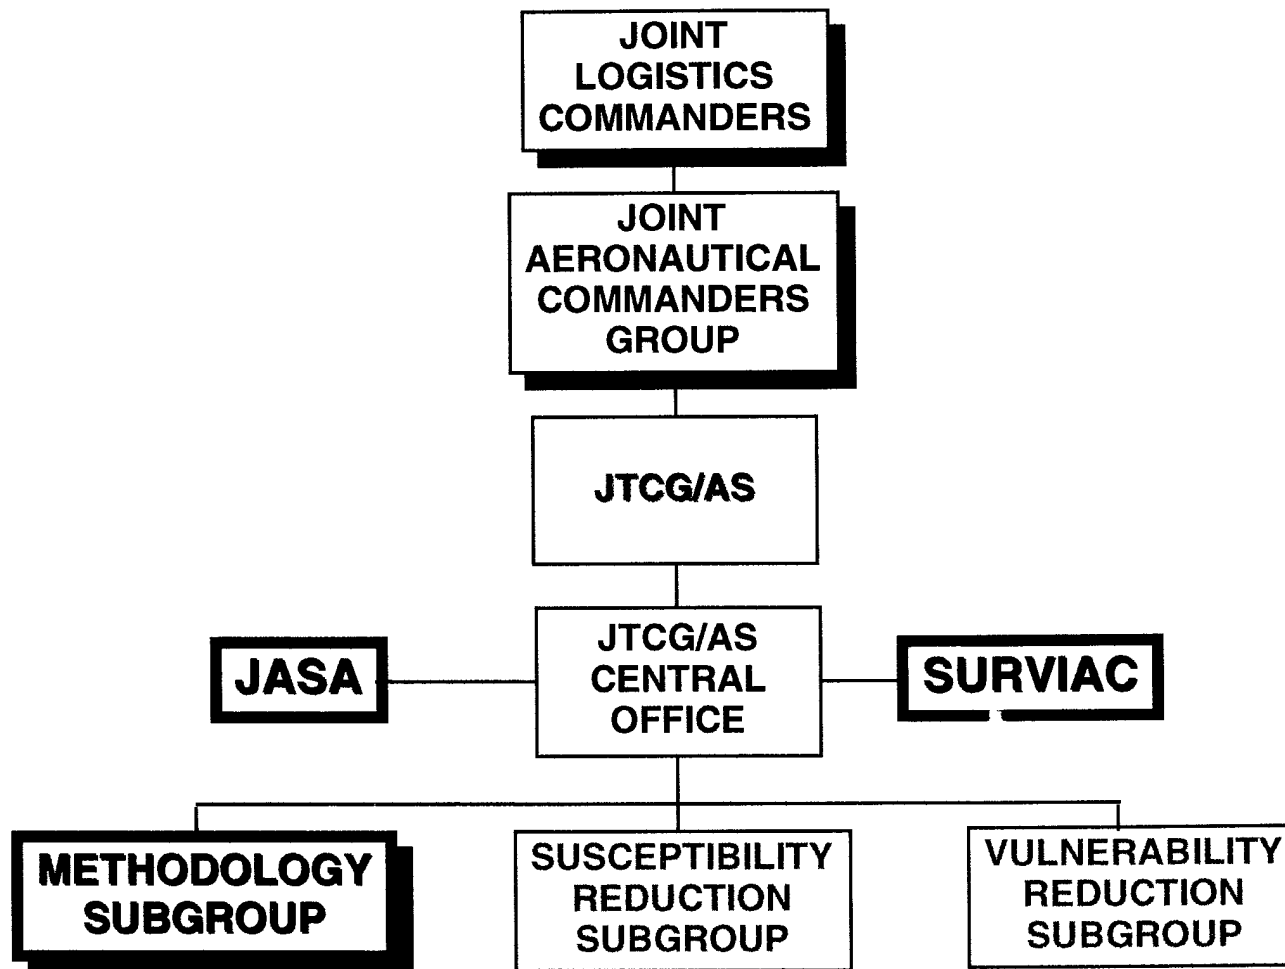 JOINT
LOGISTICS
COMMANDERS
JOINT
AERONAUTICAL
COMMANDERS
GROUP
JTCG/AS
JTCG/AS
CENTRAL
OFFICE
JASA
SURVIAC
METHODOLOGY
SUBGROUP
SUSCEPTIBILITY
REDUCTION
SUBGROUP
VULNERABILITY
REDUCTION
SUBGROUP